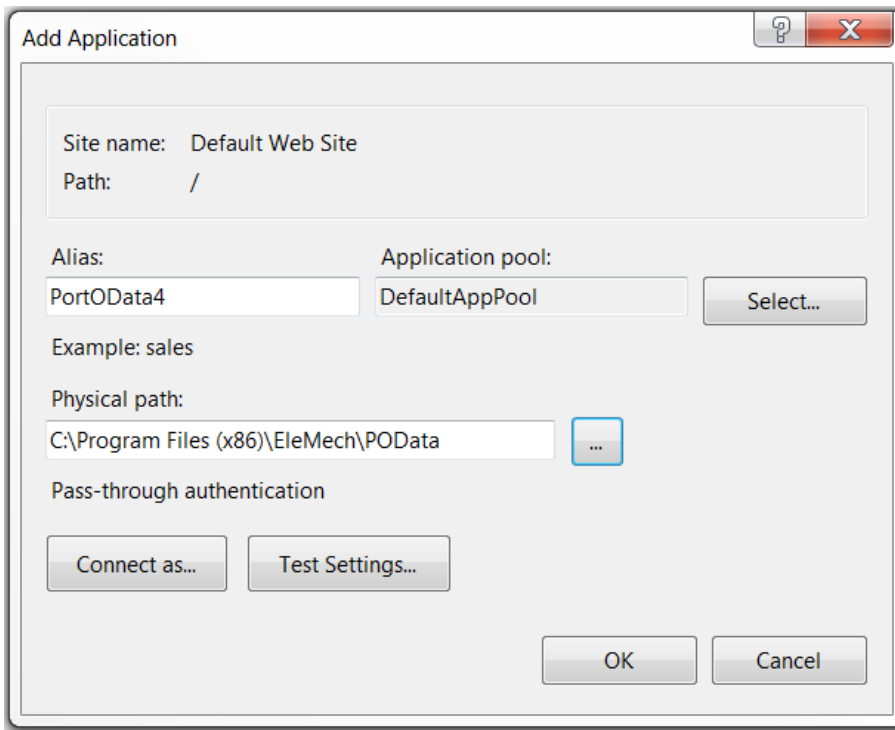 Add Application
Site name: Default Web Site
Path: /
Alias: Application pool:
PortOData4 DefaultAppPool Select...
Example: sales
Physical path:
C:\Program Files (x86)\EleMech\POData ...
Pass-through authentication
Connect as... Test Settings...
OK Cancel